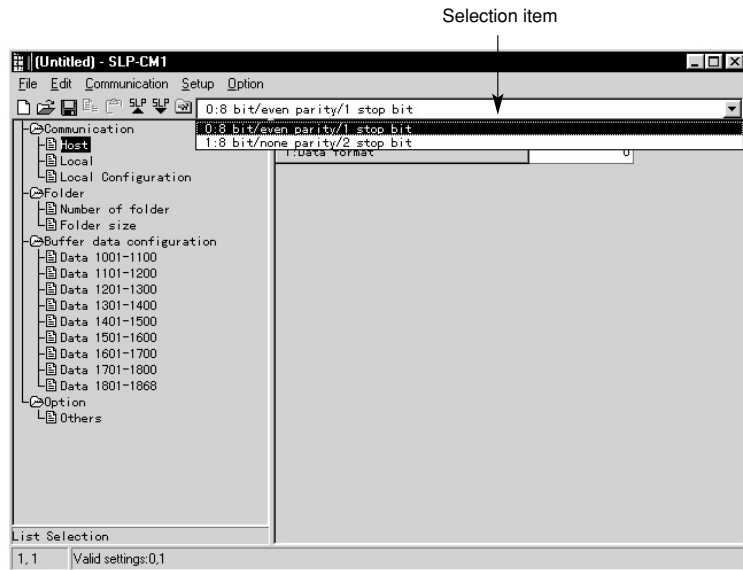 Selection item
(Untitled) - SLP-CM1
File Edit Communication Setup Option
SLP SLP 0:8 bit/even parity/1 stop bit
0:8 bit/even parity/1 stop bit
1:8 bit/none parity/2 stop bit
1:Data format 0
Communication
Host
Local
Local Configuration
Folder
Number of folder
Folder size
Buffer data configuration
Data 1001-1100
Data 1101-1200
Data 1201-1300
Data 1301-1400
Data 1401-1500
Data 1501-1600
Data 1601-1700
Data 1701-1800
Data 1801-1868
Option
Others
List Selection
1, 1 Valid settings:0,1